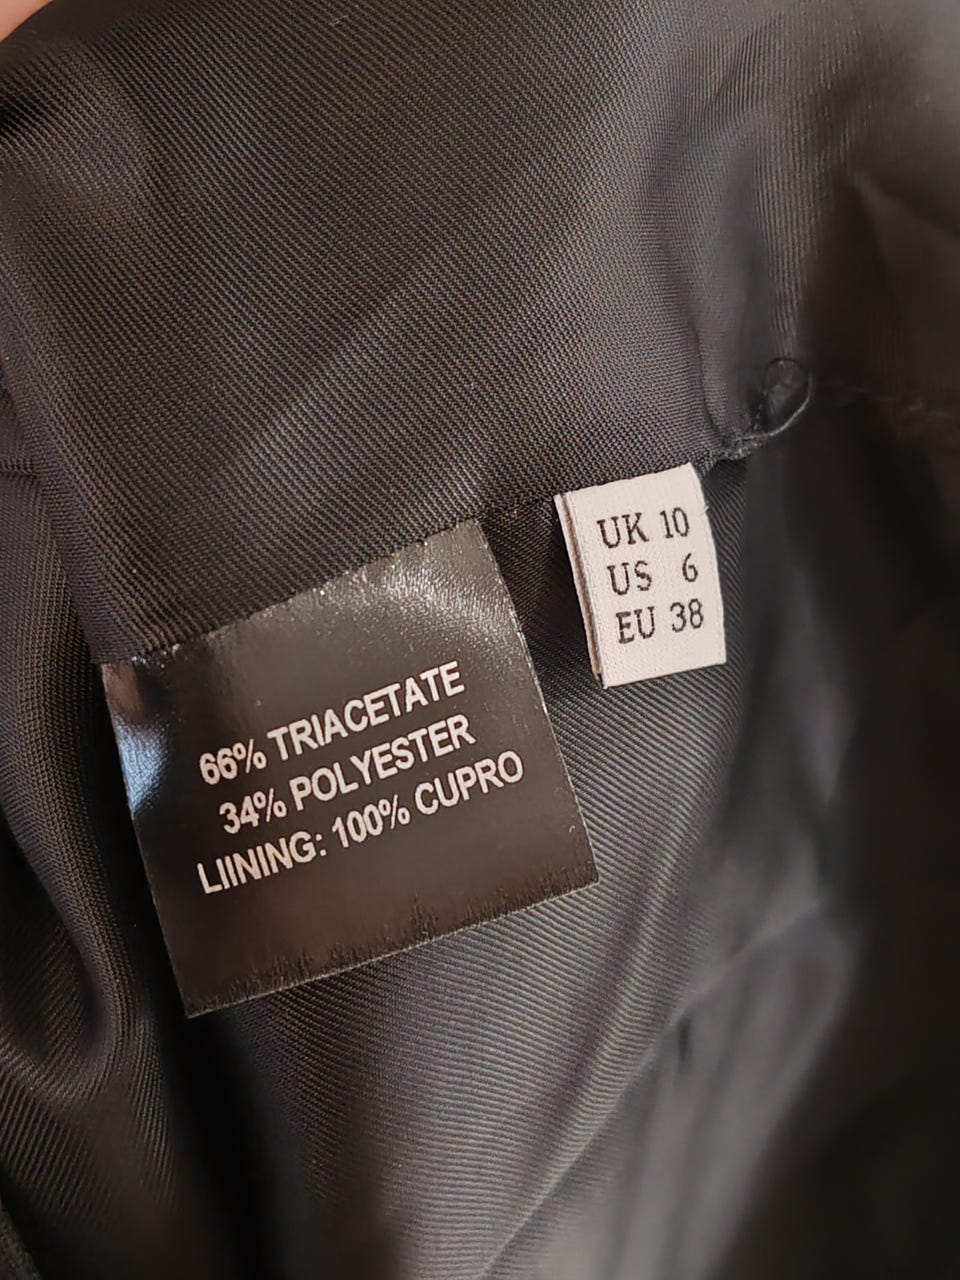 UK 10
US 6
EU 38
66% TRIACETATE
34% POLYESTER
LIINING: 100% CUPRO